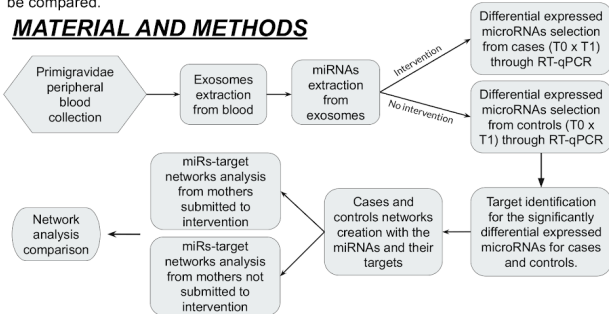 be compared.
MATERIAL AND METHODS
Primigravidae
peripheral
blood
collection
Exosomes
extraction
from blood
miRNAs
extraction
from
exosomes
Intervention
No intervention
Differential expressed
microRNAs selection
from cases (T0 x
T1) through RT-qPCR
Differential expressed
microRNAs selection
from controls (T0 x
T1) through RT-qPCR
Target identification
for the significantly
differential expressed
microRNAs for cases
and controls.
Cases and
controls networks
creation with the
miRNAs and their
targets
miRs-target
networks analysis
from mothers
submitted to
intervention
miRs-target
networks analysis
from mothers not
submitted to
intervention
Network
analysis
comparison